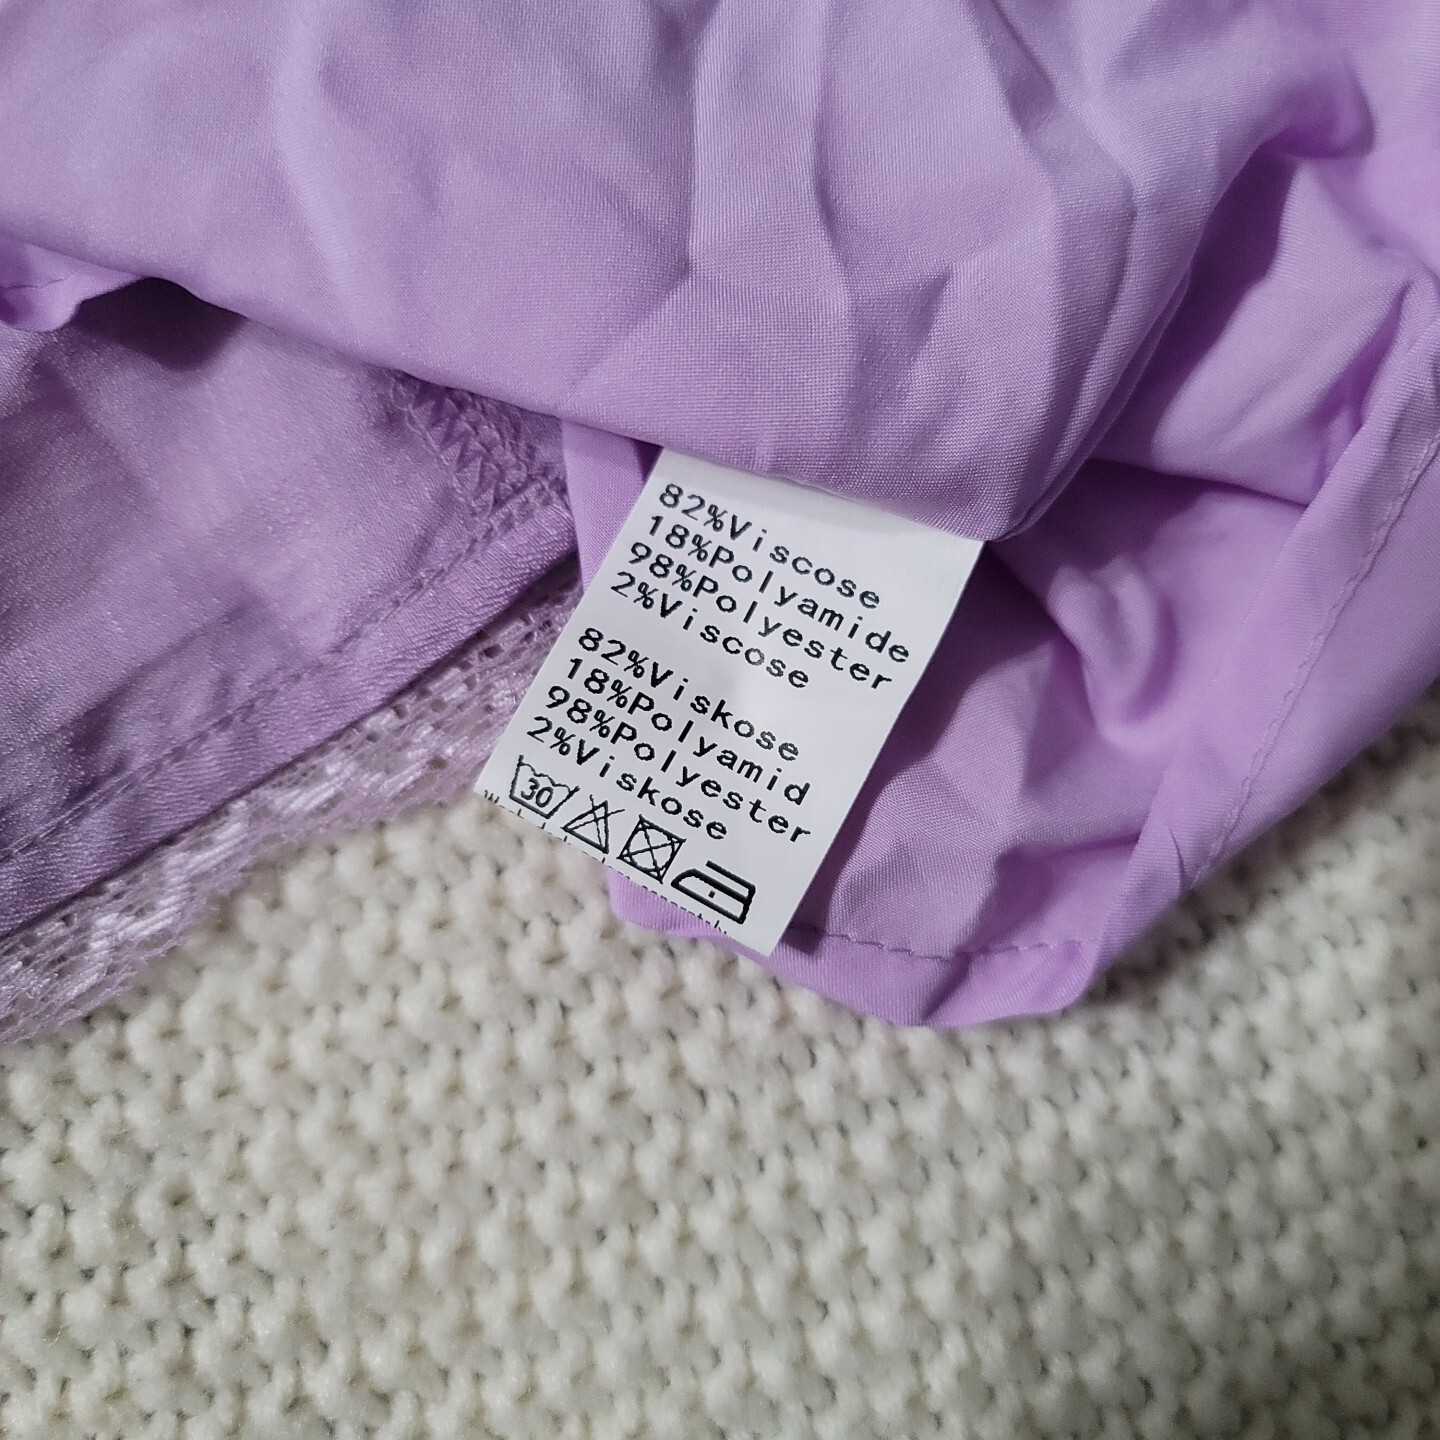 82%Viscose
18%Polyamide
98%Polyester
2%Viscose
82%Viskose
18%Polyamid
98%Polyester
2%Viskose
30